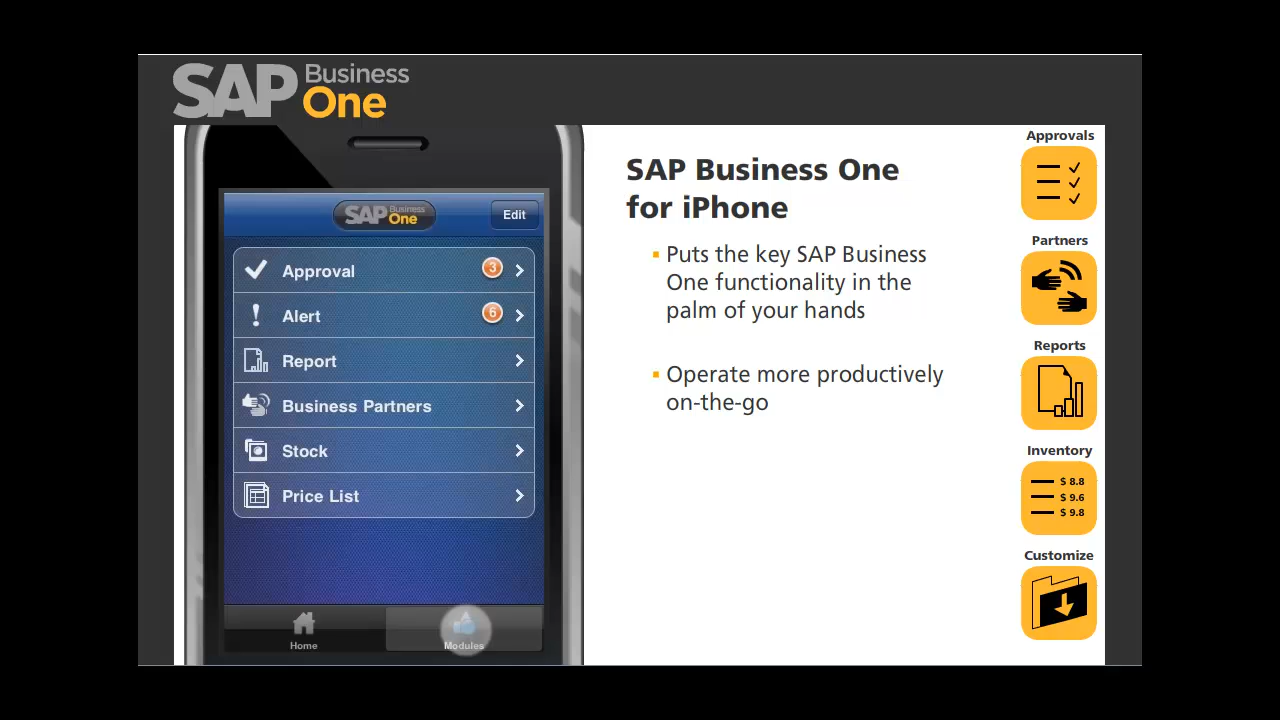 SAP Business One
SAP Business One
Edit
Approval 3
Alert 6
Report
Business Partners
Stock
Price List
Home
Modules
SAP Business One
for iPhone
▪ Puts the key SAP Business
One functionality in the
palm of your hands
▪ Operate more productively
on-the-go
Approvals
Partners
Reports
Inventory
$ 8.8
$ 9.6
$ 9.8
Customize